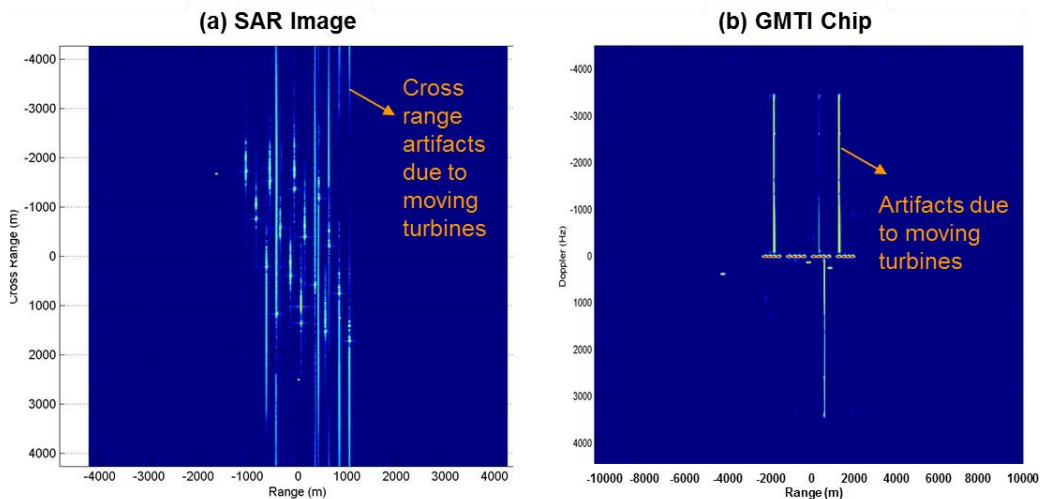 (a) SAR Image
(b) GMTI Chip
-4000
-3000
-2000
-1000
0
1000
2000
3000
4000
Cross Range (m)
Cross
range
artifacts
due to
moving
turbines
-4000 -3000 -2000 -1000 0 1000 2000 3000 4000
Range (m)
-4000
-3000
-2000
-1000
0
1000
2000
3000
4000
Doppler (Hz)
Artifacts due
to moving
turbines
-10000 -8000 -6000 -4000 -2000 0 2000 4000 6000 8000 10000
Range (m)